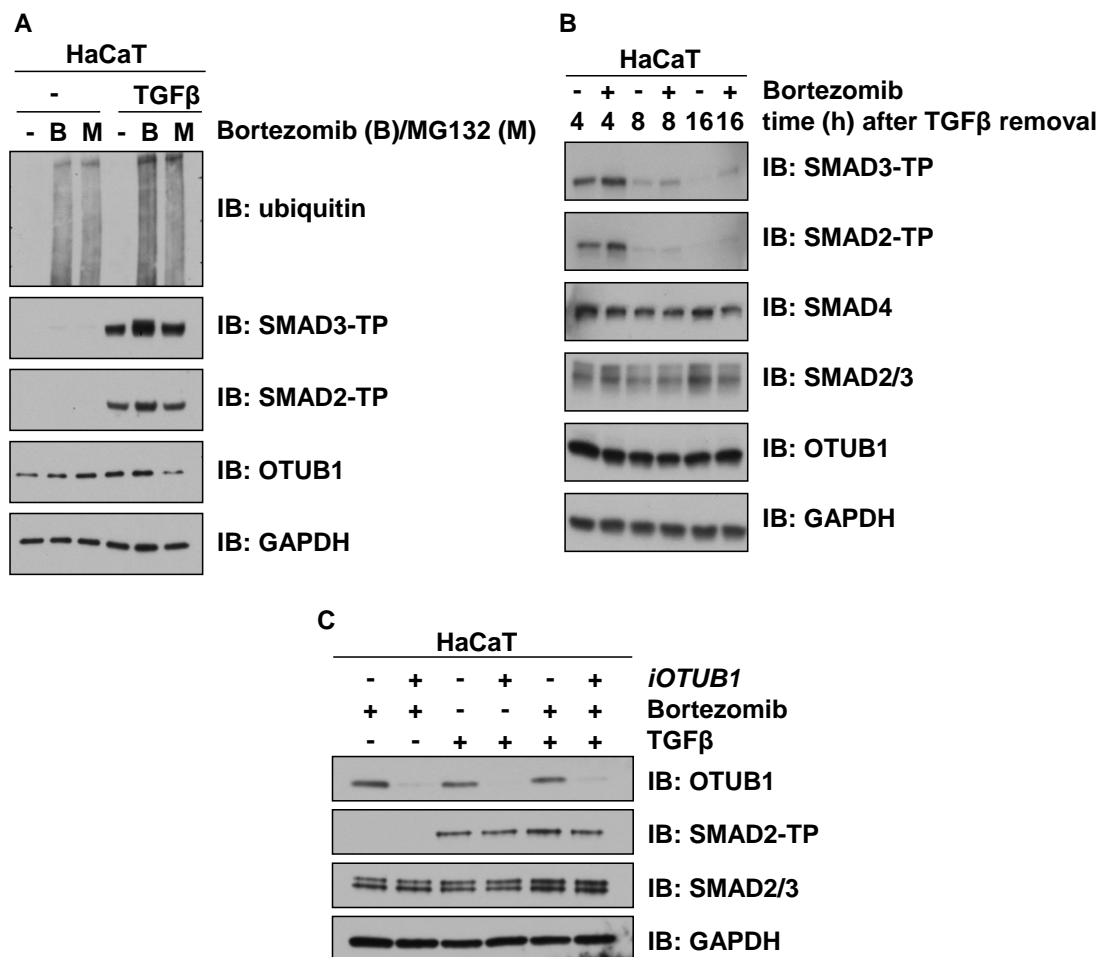 A
HaCaT
- TGFβ
- B M - B M Bortezomib (B)/MG132 (M)
IB: ubiquitin
IB: SMAD3-TP
IB: SMAD2-TP
IB: OTUB1
IB: GAPDH
B
HaCaT
- + - + - + Bortezomib
4 4 8 8 16 16 time (h) after TGFβ removal
IB: SMAD3-TP
IB: SMAD2-TP
IB: SMAD4
IB: SMAD2/3
IB: OTUB1
IB: GAPDH
C
HaCaT
- + - + - + iOTUB1
+ + - - + + Bortezomib
- - + + + + TGFβ
IB: OTUB1
IB: SMAD2-TP
IB: SMAD2/3
IB: GAPDH